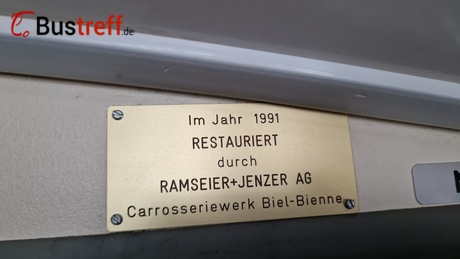 Bustreff.de
Im Jahr 1991
RESTAURIERT
durch
RAMSEIER+JENZER AG
Carrosseriewerk Biel-Bienne